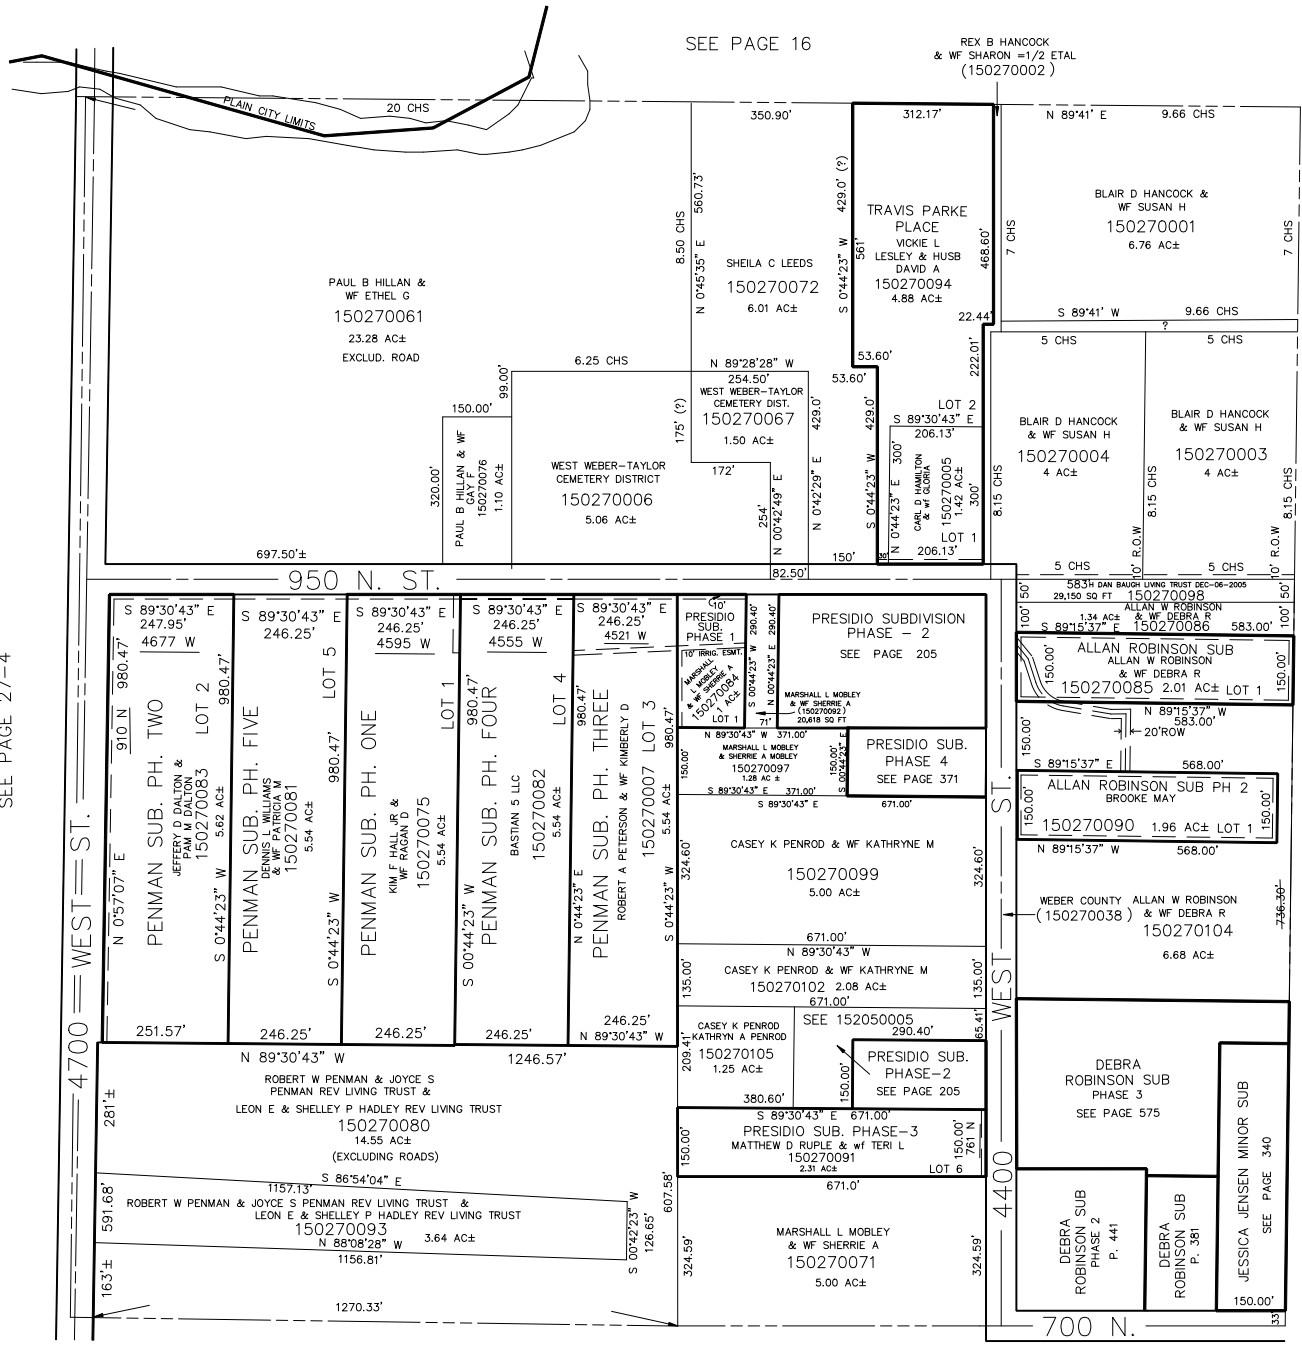 SEE PAGE 16
REX B HANCOCK
& WF SHARON =1/2 ETAL
(150270002)
PLAIN CITY LIMITS
20 CHS
350.90'
312.17'
N 89°41' E
9.66 CHS
8.50 CHS
N 0°45'35" E
560.73'
S 0°44'23" W
429.0' (?)
561'
TRAVIS PARKE
PLACE
VICKIE L
LESLEY & HUSB
DAVID A
150270094
4.88 AC±
468.60'
22.44'
222.01'
7 CHS
BLAIR D HANCOCK &
WF SUSAN H
150270001
6.76 AC±
7 CHS
S 89°41' W
9.66 CHS
?
PAUL B HILLAN &
WF ETHEL G
150270061
23.28 AC±
EXCLUD. ROAD
SHEILA C LEEDS
150270072
6.01 AC±
6.25 CHS
99.00'
N 89°28'28" W
254.50'
53.60'
53.60'
WEST WEBER-TAYLOR
CEMETERY DIST.
150270067
1.50 AC±
175' (?)
172'
254'
N 00°42'49" E
N 0°42'29" E
429.0'
S 0°44'23" W
429.0'
150.00'
320.00'
PAUL B HILLAN & WF
GAY F
150270076
1.10 AC±
WEST WEBER-TAYLOR
CEMETERY DISTRICT
150270006
5.06 AC±
LOT 2
S 89°30'43" E
206.13'
N 0°44'23" E
300'
CARL D HAMILTON
& wf GLORIA
150270005
1.42 AC±
300'
LOT 1
206.13'
30'
5 CHS
5 CHS
BLAIR D HANCOCK
& WF SUSAN H
150270004
4 AC±
BLAIR D HANCOCK
& WF SUSAN H
150270003
4 AC±
8.15 CHS
8.15 CHS
8.15 CHS
10' R.O.W
10' R.O.W
5 CHS
5 CHS
697.50'±
150'
82.50'
950 N. ST.
SEE PAGE 27-4
4700 WEST ST.
S 89°30'43" E
247.95'
4677 W
910 N
980.47'
N 0°57'07" E
PENMAN SUB. PH. TWO
JEFFERY D DALTON &
PAM M DALTON
150270083
5.62 AC±
LOT 2
980.47'
S 0°44'23" W
251.57'
S 89°30'43" E
246.25'
PENMAN SUB. PH. FIVE
DENNIS L WILLIAMS
& WF PATRICIA M
150270081
5.54 AC±
LOT 5
980.47'
S 0°44'23" W
246.25'
S 89°30'43" E
246.25'
4595 W
PENMAN SUB. PH. ONE
KIM F HALL JR &
WF RAGAN D
150270075
5.54 AC±
LOT 1
246.25'
S 89°30'43" E
246.25'
4555 W
980.47'
S 00°44'23" W
PENMAN SUB. PH. FOUR
BASTIAN 5 LLC
150270082
5.54 AC±
LOT 4
246.25'
S 89°30'43" E
246.25'
4521 W
980.47'
N 0°44'23" E
PENMAN SUB. PH. THREE
ROBERT A PETERSON & WF KIMBERLY D
150270007 LOT 3
5.54 AC±
980.47'
S 0°44'23" W
246.25'
N 89°30'43" W
10'
PRESIDIO
SUB.
PHASE 1
10' IRRIG. ESMT.
MARSHALL
L MOBLEY
& WF SHERRIE A
150270084
1 AC±
LOT 1
S 00°44'23" W
290.40'
N 00°44'23" E
290.40'
71'
MARSHALL L MOBLEY
& WF SHERRIE A
(150270092)
20,618 SQ FT
PRESIDIO SUBDIVISION
PHASE - 2
SEE PAGE 205
N 89°30'43" W 371.00'
MARSHALL L MOBLEY
& SHERRIE A MOBLEY
150270097
1.28 AC ±
150.00'
150.00'
S 00°44'23" E
S 89°30'43" E 371.00'
PRESIDIO SUB.
PHASE 4
SEE PAGE 371
S 89°30'43" E
671.00'
CASEY K PENROD & WF KATHRYNE M
150270099
5.00 AC±
324.60'
324.60'
671.00'
N 89°30'43" W
CASEY K PENROD & WF KATHRYNE M
150270102 2.08 AC±
135.00'
135.00'
671.00'
CASEY K PENROD
KATHRYN A PENROD
150270105
1.25 AC±
209.41'
380.60'
SEE 152050005
290.40'
65.41'
PRESIDIO SUB.
PHASE-2
SEE PAGE 205
150.00'
S 89°30'43" E 671.00'
PRESIDIO SUB. PHASE-3
MATTHEW D RUPLE & wf TERI L
150270091
2.31 AC±
LOT 6
150.00'
761 N
671.0'
MARSHALL L MOBLEY
& WF SHERRIE A
150270071
5.00 AC±
324.59'
324.59'
N 89°30'43" W
1246.57'
ROBERT W PENMAN & JOYCE S
PENMAN REV LIVING TRUST &
LEON E & SHELLEY P HADLEY REV LIVING TRUST
150270080
14.55 AC±
(EXCLUDING ROADS)
281'±
S 86°54'04" E
1157.13'
ROBERT W PENMAN & JOYCE S PENMAN REV LIVING TRUST &
LEON E & SHELLEY P HADLEY REV LIVING TRUST
150270093
3.64 AC±
N 88°08'28" W
1156.81'
591.68'
163'±
S 00°42'23" W
126.65'
607.58'
1270.33'
4400 WEST ST.
583'
H DAN BAUGH LIVING TRUST DEC-06-2005
29,150 SQ FT 150270098
50'
50'
ALLAN W ROBINSON
& WF DEBRA R
1.34 AC±
150270086
100'
100'
S 89°15'37" E
583.00'
ALLAN ROBINSON SUB
ALLAN W ROBINSON
& WF DEBRA R
150270085 2.01 AC± LOT 1
150.00'
150.00'
N 89°15'37" W
583.00'
20'ROW
150.00'
S 89°15'37" E
568.00'
ALLAN ROBINSON SUB PH 2
BROOKE MAY
150270090 1.96 AC± LOT 1
150.00'
150.00'
N 89°15'37" W
568.00'
WEBER COUNTY
(150270038)
ALLAN W ROBINSON
& WF DEBRA R
150270104
6.68 AC±
736.30'
DEBRA
ROBINSON SUB
PHASE 3
SEE PAGE 575
JESSICA JENSEN MINOR SUB
SEE PAGE 340
DEBRA
ROBINSON SUB
PHASE 2
P. 441
DEBRA
ROBINSON SUB
P. 381
150.00'
33'
700 N.